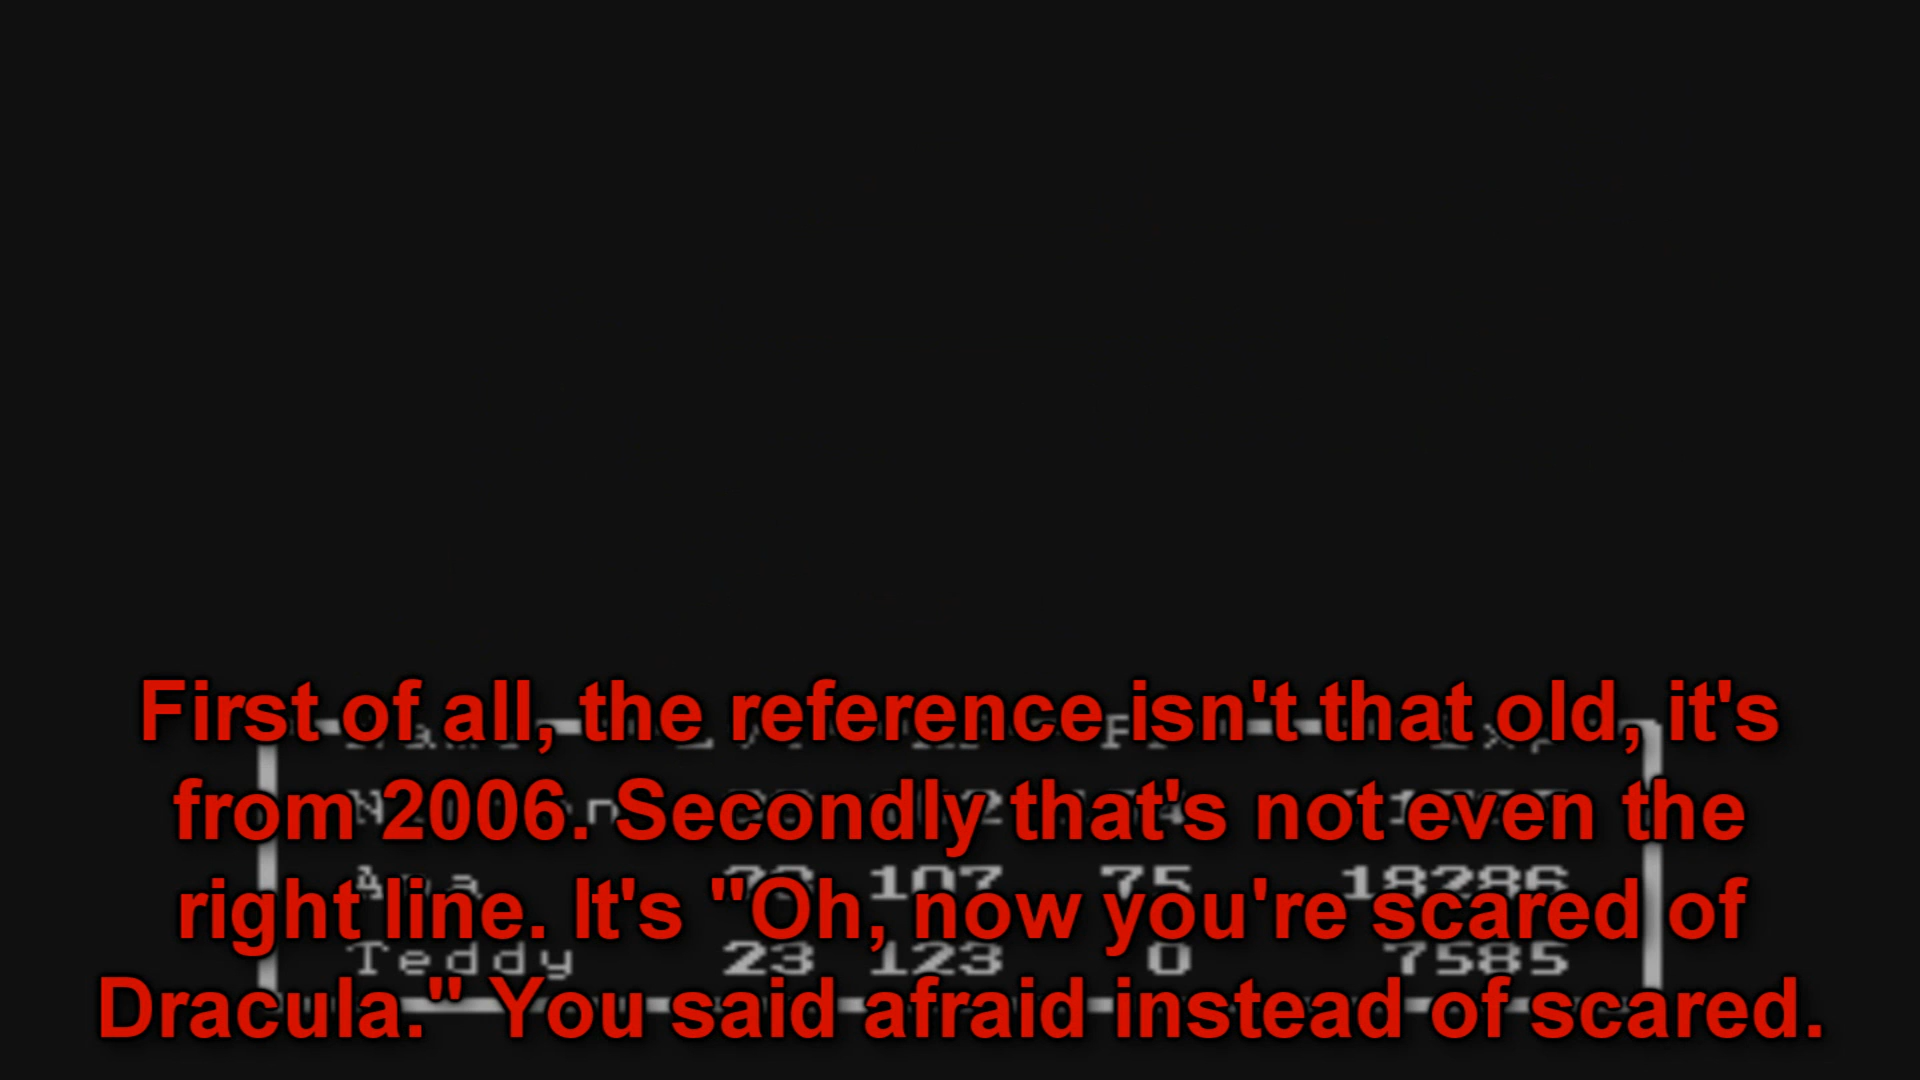 First of all, the reference isn't that old, it's
from 2006. Secondly that's not even the
right line. It's "Oh, now you're scared of
Dracula." You said afraid instead of scared.
Ana 107 75 18286
Teddy 23 123 0 7585